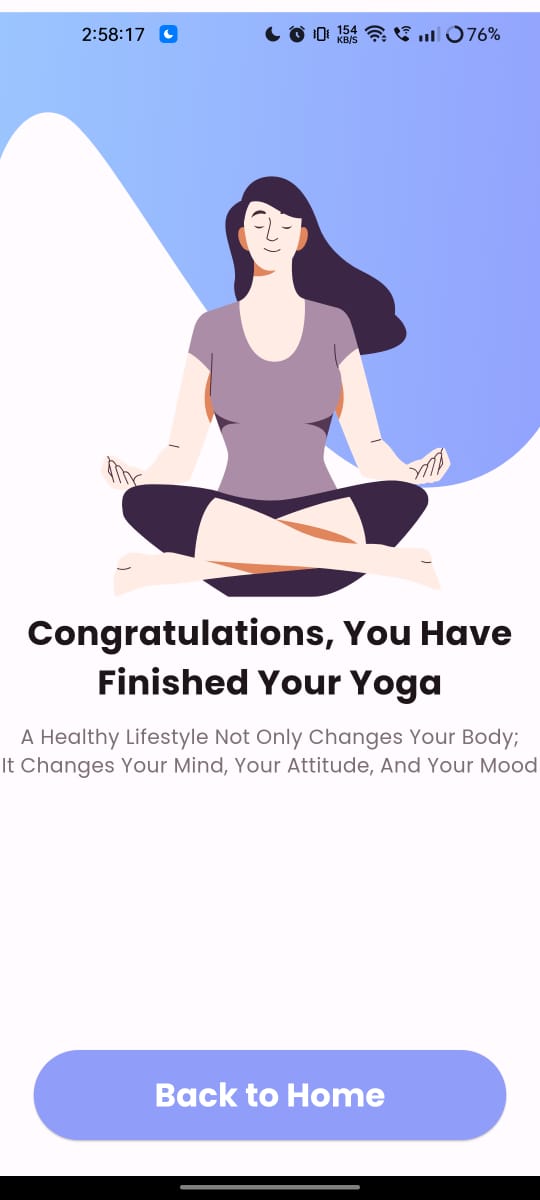 2:58:17 154 KB/S 76%
Congratulations, You Have
Finished Your Yoga
A Healthy Lifestyle Not Only Changes Your Body;
It Changes Your Mind, Your Attitude, And Your Mood
Back to Home